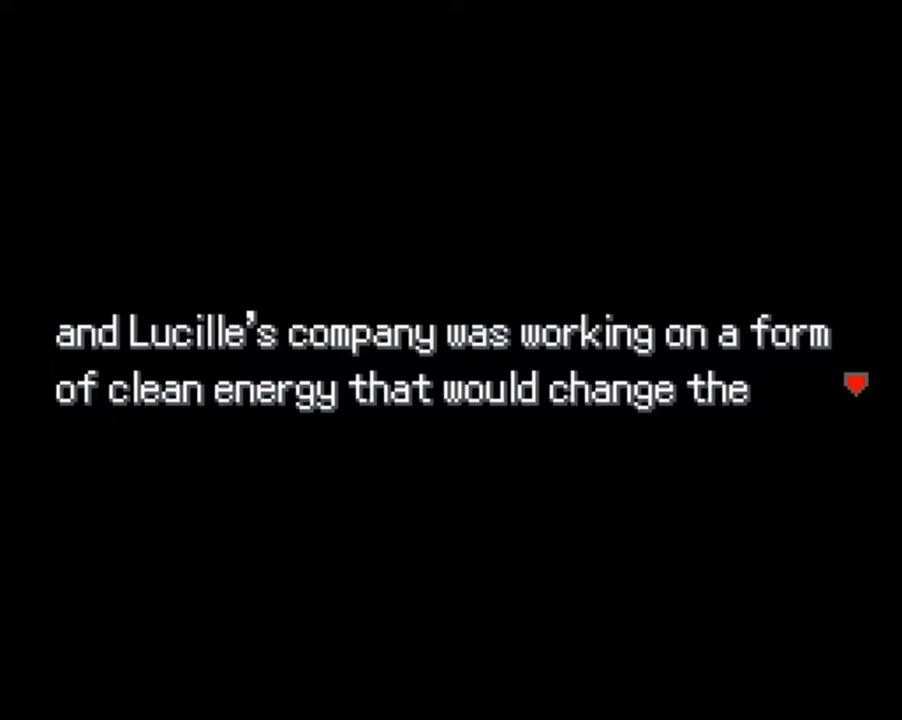 and Lucille's company was working on a form
of clean energy that would change the